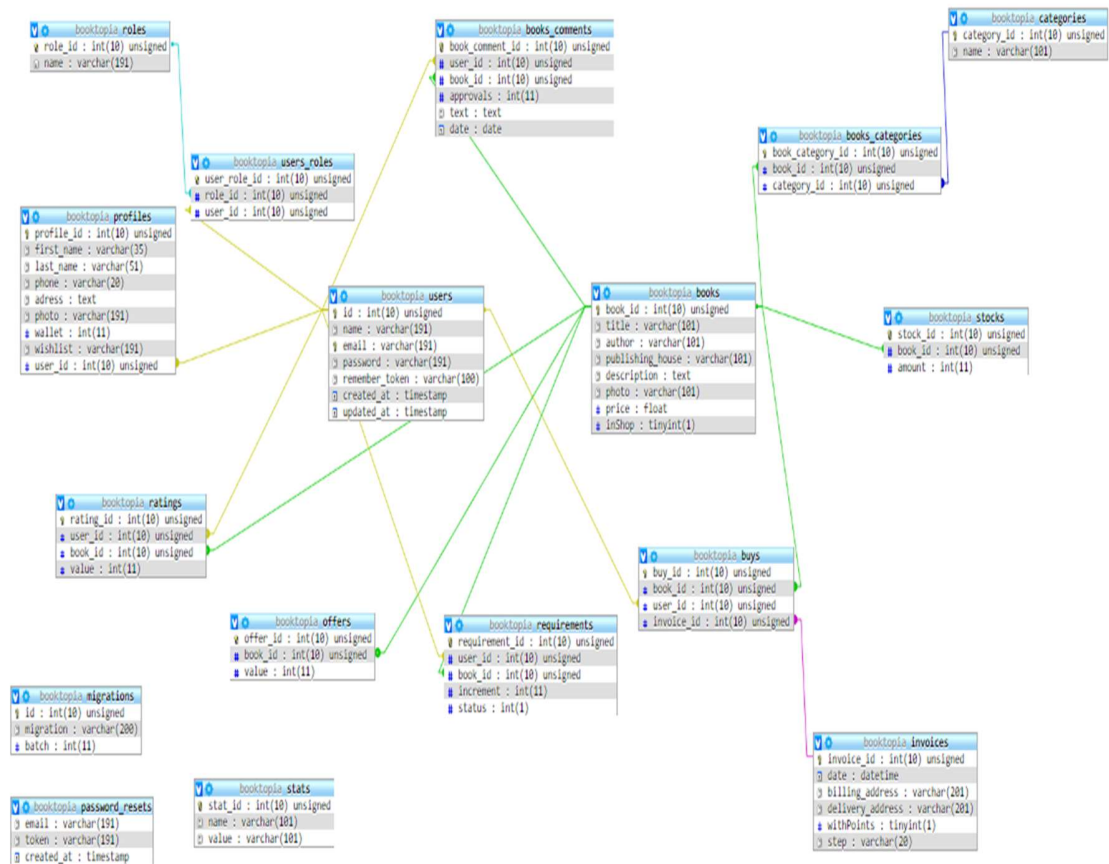 booktopia roles
role_id : int(10) unsigned
name : varchar(191)
booktopia books_comments
book_comment_id : int(10) unsigned
user_id : int(10) unsigned
book_id : int(10) unsigned
approvals : int(11)
text : text
date : date
booktopia categories
category_id : int(10) unsigned
name : varchar(101)
booktopia books_categories
book_category_id : int(10) unsigned
book_id : int(10) unsigned
category_id : int(10) unsigned
booktopia users_roles
user_role_id : int(10) unsigned
role_id : int(10) unsigned
user_id : int(10) unsigned
booktopia profiles
profile_id : int(10) unsigned
first_name : varchar(35)
last_name : varchar(51)
phone : varchar(20)
adress : text
photo : varchar(191)
wallet : int(11)
wishlist : varchar(191)
user_id : int(10) unsigned
booktopia users
id : int(10) unsigned
name : varchar(191)
email : varchar(191)
password : varchar(191)
remember_token : varchar(100)
created_at : timestamp
updated_at : timestamp
booktopia books
book_id : int(10) unsigned
title : varchar(101)
author : varchar(101)
publishing_house : varchar(101)
description : text
photo : varchar(101)
price : float
inShop : tinyint(1)
booktopia stocks
stock_id : int(10) unsigned
book_id : int(10) unsigned
amount : int(11)
booktopia ratings
rating_id : int(10) unsigned
user_id : int(10) unsigned
book_id : int(10) unsigned
value : int(11)
booktopia buys
buy_id : int(10) unsigned
book_id : int(10) unsigned
user_id : int(10) unsigned
invoice_id : int(10) unsigned
booktopia offers
offer_id : int(10) unsigned
book_id : int(10) unsigned
value : int(11)
booktopia requirements
requirement_id : int(10) unsigned
user_id : int(10) unsigned
book_id : int(10) unsigned
increment : int(11)
status : int(1)
booktopia migrations
id : int(10) unsigned
migration : varchar(200)
batch : int(11)
booktopia invoices
invoice_id : int(10) unsigned
date : datetime
billing_address : varchar(201)
delivery_address : varchar(201)
withPoints : tinyint(1)
step : varchar(20)
booktopia stats
stat_id : int(10) unsigned
name : varchar(101)
value : varchar(101)
booktopia password_resets
email : varchar(191)
token : varchar(191)
created_at : timestamp